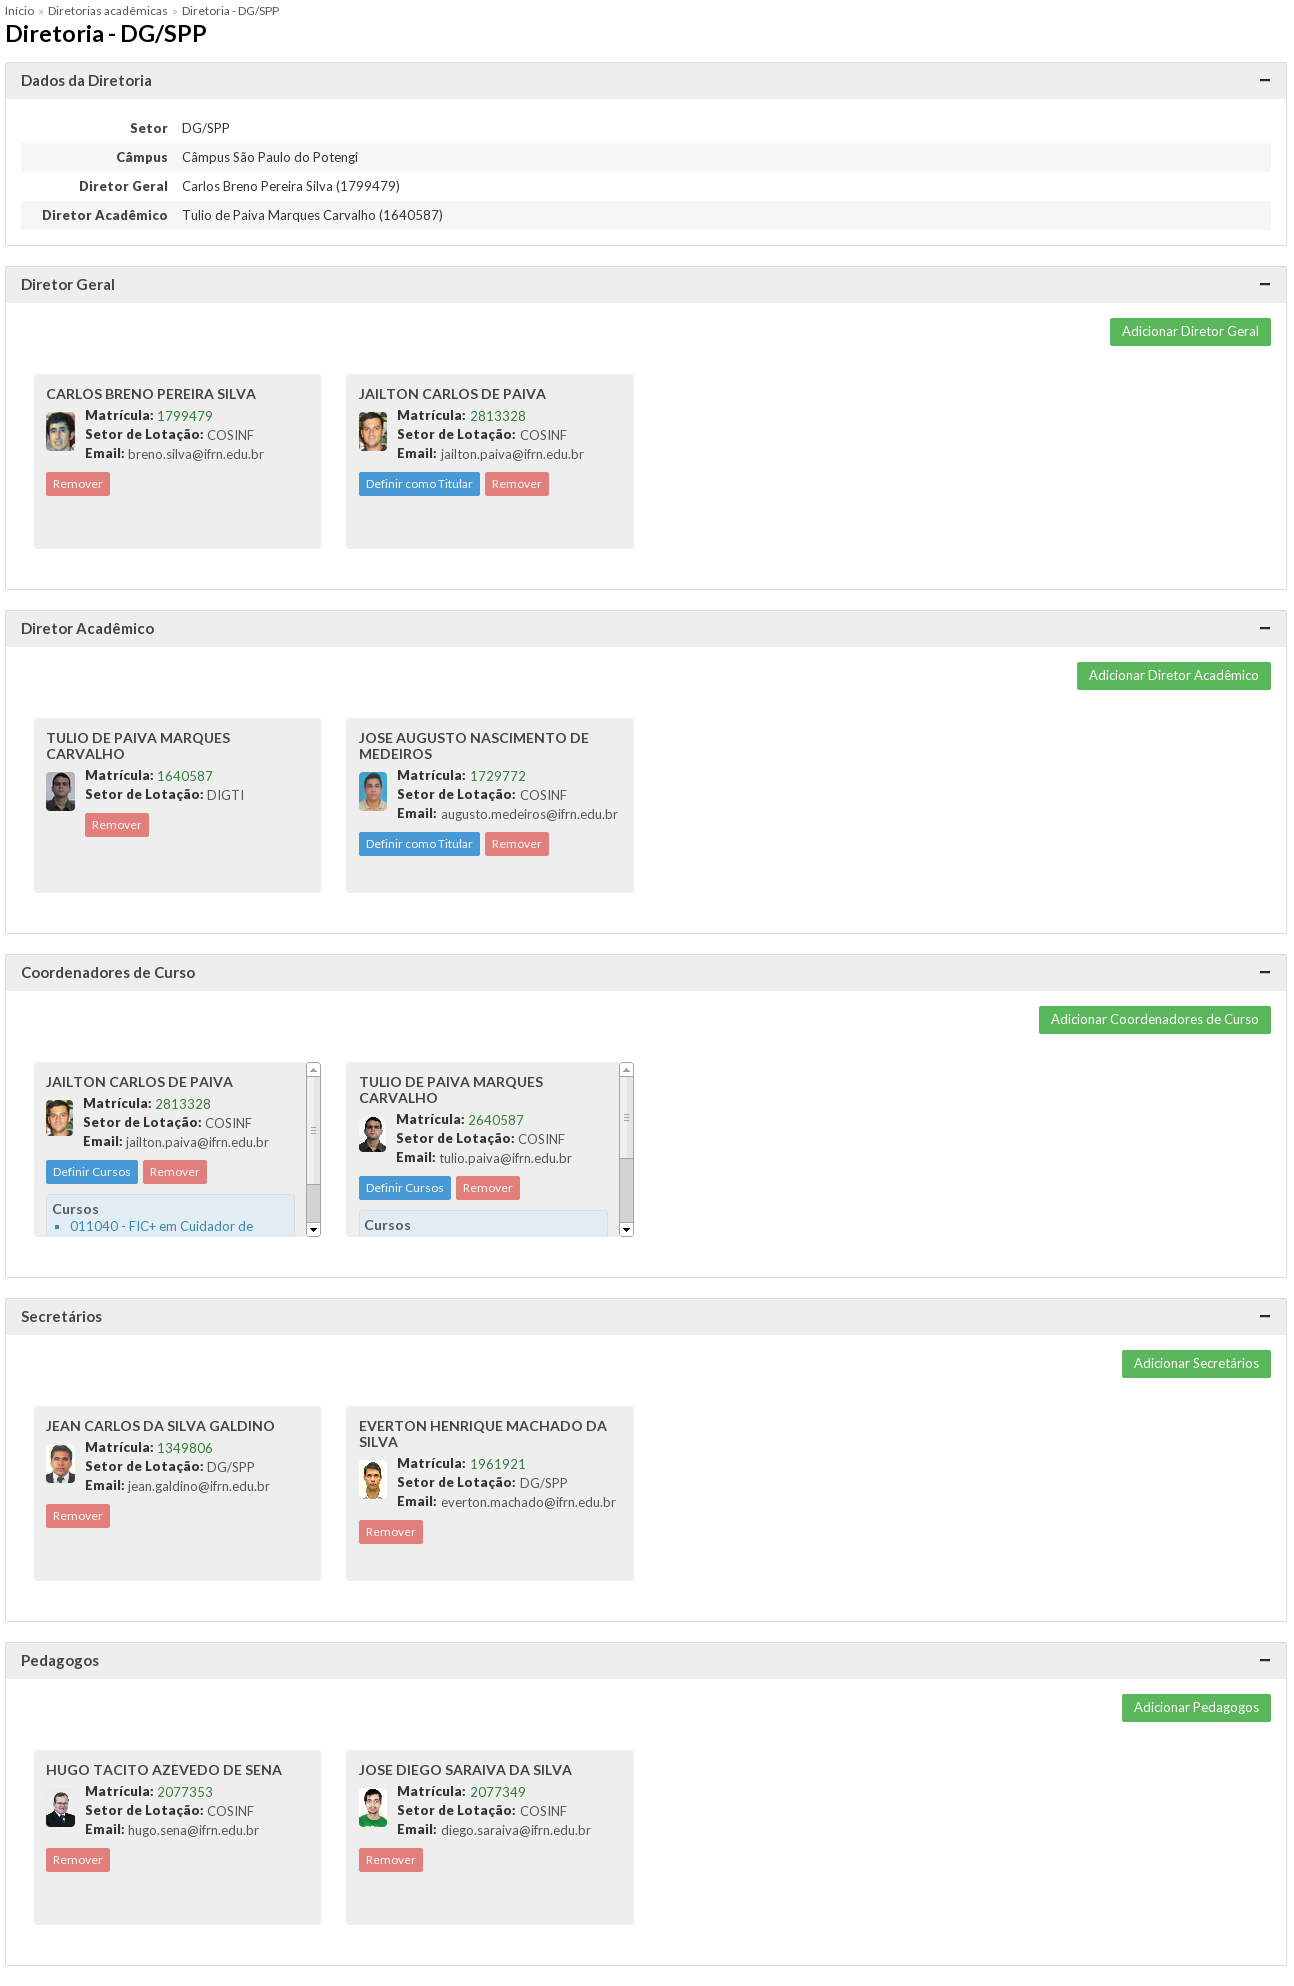 Início » Diretorias acadêmicas » Diretoria - DG/SPP
Diretoria - DG/SPP
Dados da Diretoria
Setor DG/SPP
Câmpus Câmpus São Paulo do Potengi
Diretor Geral Carlos Breno Pereira Silva (1799479)
Diretor Acadêmico Tulio de Paiva Marques Carvalho (1640587)
Diretor Geral
Adicionar Diretor Geral
CARLOS BRENO PEREIRA SILVA
Matrícula: 1799479
Setor de Lotação: COSINF
Email: breno.silva@ifrn.edu.br
Remover
JAILTON CARLOS DE PAIVA
Matrícula: 2813328
Setor de Lotação: COSINF
Email: jailton.paiva@ifrn.edu.br
Definir como Titular Remover
Diretor Acadêmico
Adicionar Diretor Acadêmico
TULIO DE PAIVA MARQUES
CARVALHO
Matrícula: 1640587
Setor de Lotação: DIGTI
Remover
JOSE AUGUSTO NASCIMENTO DE
MEDEIROS
Matrícula: 1729772
Setor de Lotação: COSINF
Email: augusto.medeiros@ifrn.edu.br
Definir como Titular Remover
Coordenadores de Curso
Adicionar Coordenadores de Curso
JAILTON CARLOS DE PAIVA
Matrícula: 2813328
Setor de Lotação: COSINF
Email: jailton.paiva@ifrn.edu.br
Definir Cursos Remover
Cursos
011040 - FIC+ em Cuidador de
TULIO DE PAIVA MARQUES
CARVALHO
Matrícula: 2640587
Setor de Lotação: COSINF
Email: tulio.paiva@ifrn.edu.br
Definir Cursos Remover
Cursos
Secretários
Adicionar Secretários
JEAN CARLOS DA SILVA GALDINO
Matrícula: 1349806
Setor de Lotação: DG/SPP
Email: jean.galdino@ifrn.edu.br
Remover
EVERTON HENRIQUE MACHADO DA
SILVA
Matrícula: 1961921
Setor de Lotação: DG/SPP
Email: everton.machado@ifrn.edu.br
Remover
Pedagogos
Adicionar Pedagogos
HUGO TACITO AZEVEDO DE SENA
Matrícula: 2077353
Setor de Lotação: COSINF
Email: hugo.sena@ifrn.edu.br
Remover
JOSE DIEGO SARAIVA DA SILVA
Matrícula: 2077349
Setor de Lotação: COSINF
Email: diego.saraiva@ifrn.edu.br
Remover